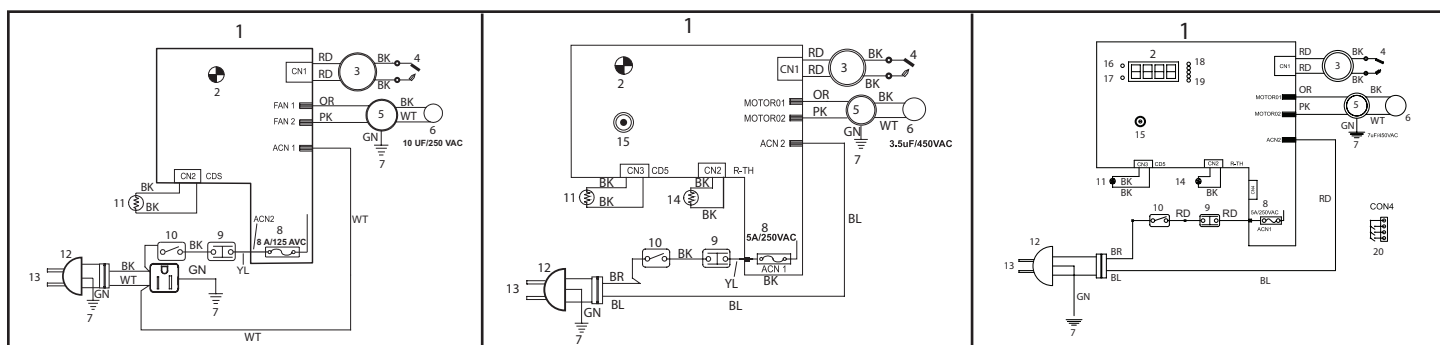 1
CN1
RD
RD
3
BK
BK
4
2
FAN 1
OR
BK
FAN 2
PK
5
WT
6
GN
10 UF/250 VAC
7
ACN 1
CN2
CDS
BK
11
BK
WT
ACN2
8
8 A/125 AVC
10
BK
9
YL
12
13
BK
WT
GN
GN
7
7
WT
1
CN1
RD
RD
3
BK
BK
4
2
MOTOR01
OR
BK
MOTOR02
PK
5
WT
6
GN
3.5uF/450VAC
7
15
ACN 2
CN3
CD5
CN2
R-TH
BK
11
BK
BK
14
BK
BL
8
5A/250VAC
10
BK
9
YL
ACN 1
BK
12
13
BR
BL
BL
GN
7
1
2
16
17
18
19
CN1
RD
RD
3
BK
BK
4
MOTOR01
OR
BK
MOTOR02
PK
5
WT
6
GN
7uF/450VAC
7
15
ACN2
CN3
CD5
CN2
R-TH
11
BK
BK
14
BK
CN4
RD
8
5A/250VAC
ACN1
10
RD
9
RD
CON4
20
12
13
BR
BL
BL
GN
7